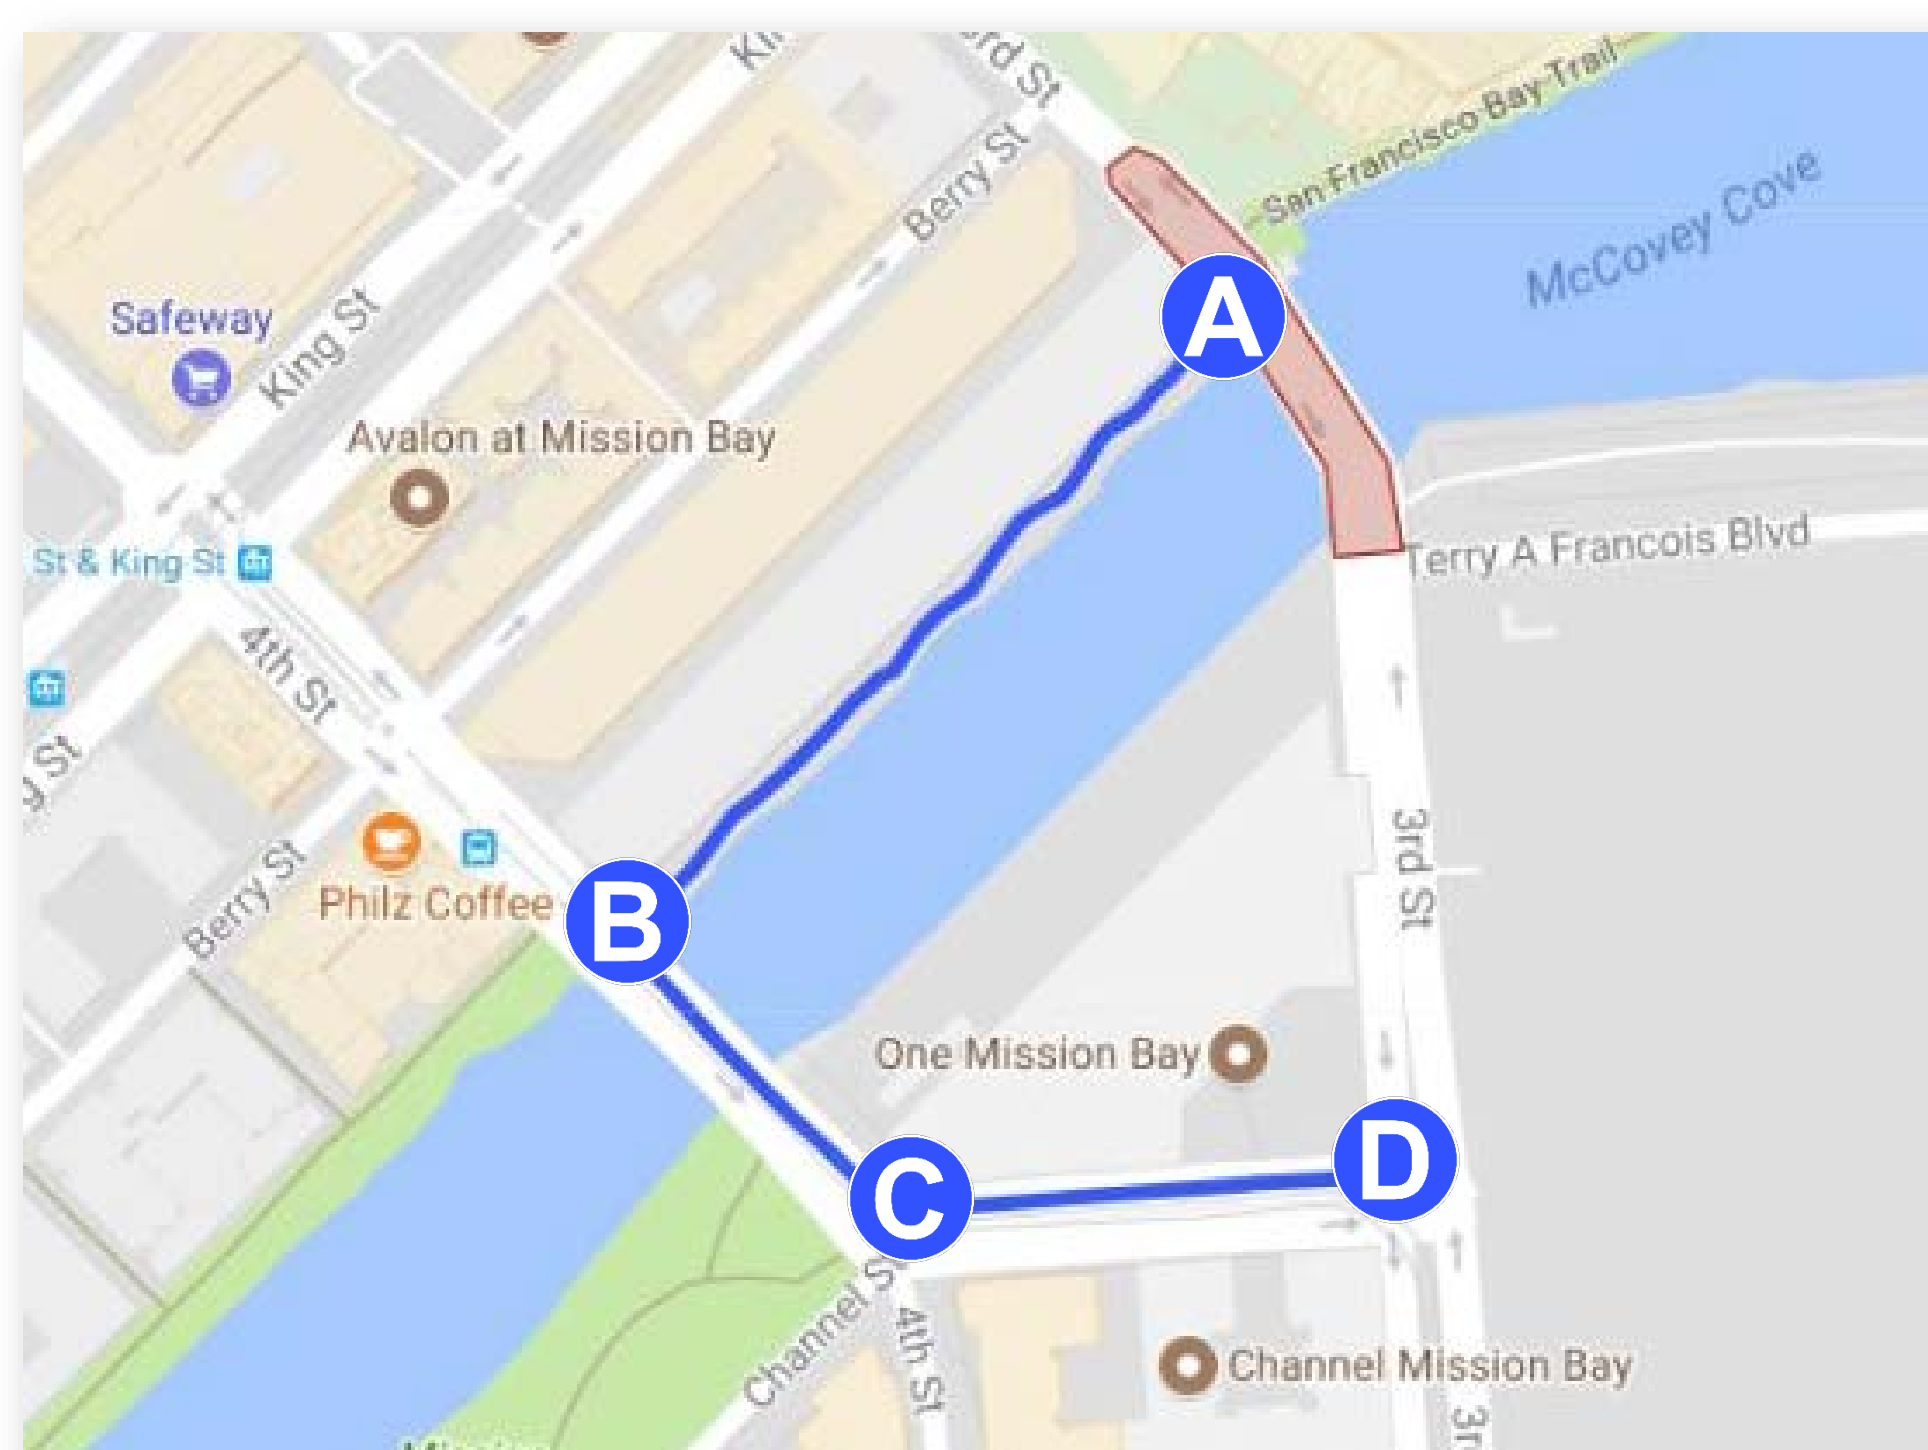 San Francisco Bay Trail
Berry St
McCovey Cove
A
Safeway
King St
Avalon at Mission Bay
St & King St
Terry A Francois Blvd
4th St
3rd St
Berry St
Philz Coffee
B
One Mission Bay
D
C
Channel St
4th St
Channel Mission Bay